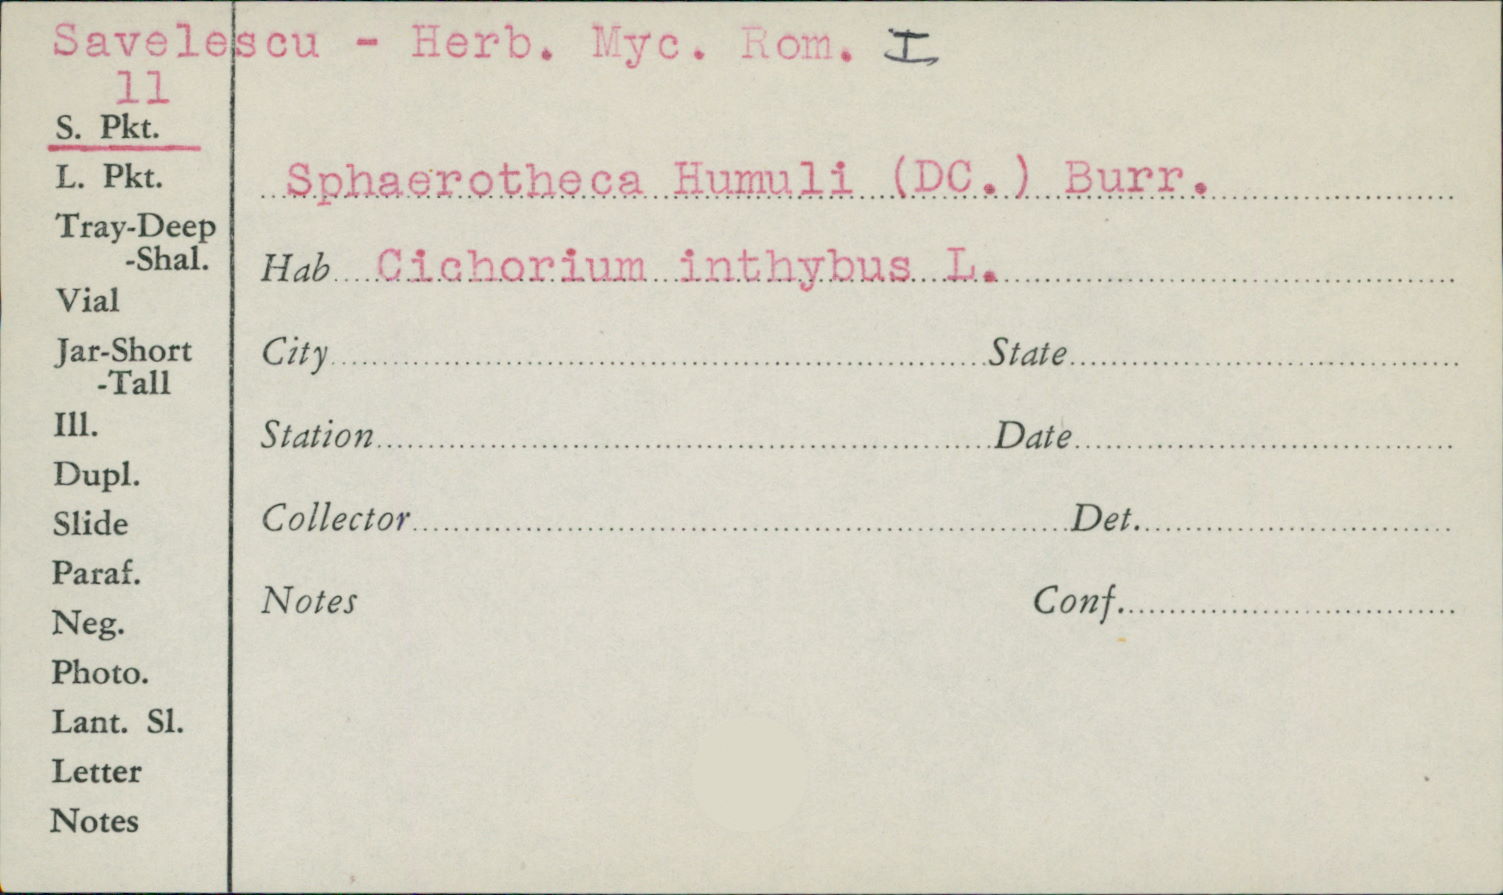 Savelescu - Herb. Myc. Rom. I
11
S. Pkt.
L. Pkt.
Tray-Deep
-Shal.
Vial
Jar-Short
-Tall
Ill.
Dupl.
Slide
Paraf.
Neg.
Photo.
Lant. Sl.
Letter
Notes
Sphaerotheca Humuli (DC.) Burr.
Hab Cichorium inthybus L.
City State
Station Date
Collector Det.
Notes Conf.